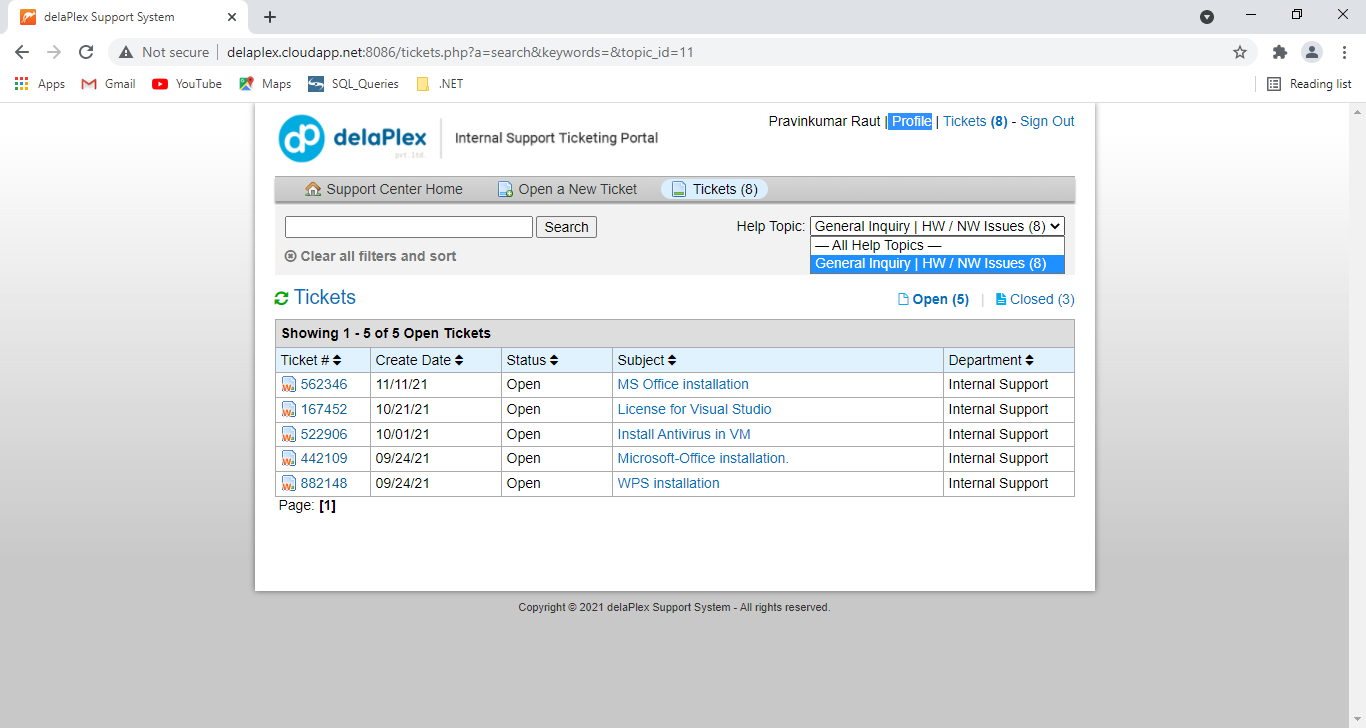 delaPlex Support System
Not secure delaplex.cloudapp.net:8086/tickets.php?a=search&keywords=&topic_id=11
Apps Gmail YouTube Maps SQL_Queries .NET Reading list
dp delaPlex pvt. ltd. Internal Support Ticketing Portal
Pravinkumar Raut | Profile | Tickets (8) - Sign Out
Support Center Home Open a New Ticket Tickets (8)
Search Help Topic: General Inquiry | HW / NW Issues (8)
— All Help Topics —
Clear all filters and sort
General Inquiry | HW / NW Issues (8)
Tickets Open (5) | Closed (3)
Showing 1 - 5 of 5 Open Tickets
Ticket # Create Date Status Subject Department
562346 11/11/21 Open MS Office installation Internal Support
167452 10/21/21 Open License for Visual Studio Internal Support
522906 10/01/21 Open Install Antivirus in VM Internal Support
442109 09/24/21 Open Microsoft-Office installation. Internal Support
882148 09/24/21 Open WPS installation Internal Support
Page: [1]
Copyright © 2021 delaPlex Support System - All rights reserved.